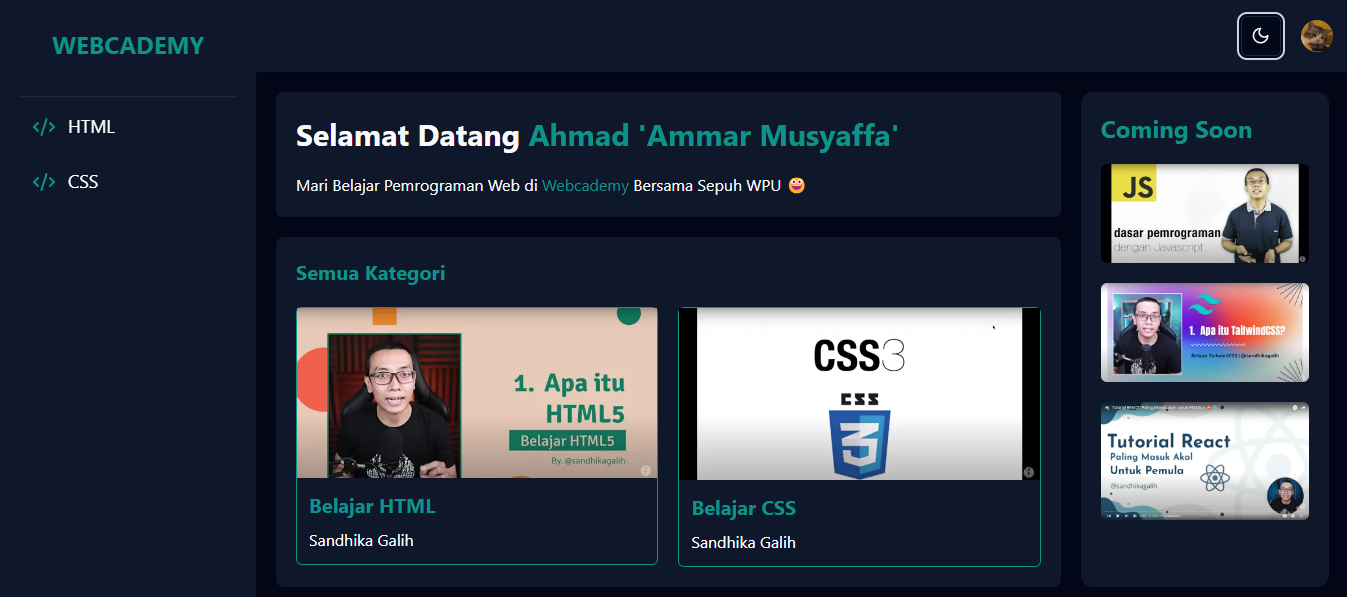 WEBCADEMY
HTML
CSS
Selamat Datang Ahmad 'Ammar Musyaffa'
Mari Belajar Pemrograman Web di Webcademy Bersama Sepuh WPU 😀
Semua Kategori
1. Apa itu
HTML5
Belajar HTML5
By. @sandhikagalih
Belajar HTML
Sandhika Galih
CSS3
CSS
3
Belajar CSS
Sandhika Galih
Coming Soon
JS
dasar pemrograman
dengan Javascript
1. Apa itu TailwindCSS?
Belajar TailwindCSS | @sandhikagalih
Tutorial React
Paling Masuk Akal
Untuk Pemula
@sandhikagalih